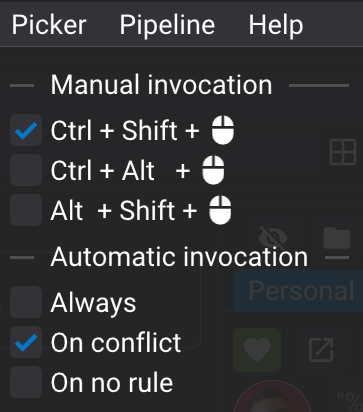 Picker Pipeline Help
Manual invocation
Ctrl + Shift +
Ctrl + Alt +
Alt + Shift +
Automatic invocation
Always
Personal
On conflict
On no rule
"%